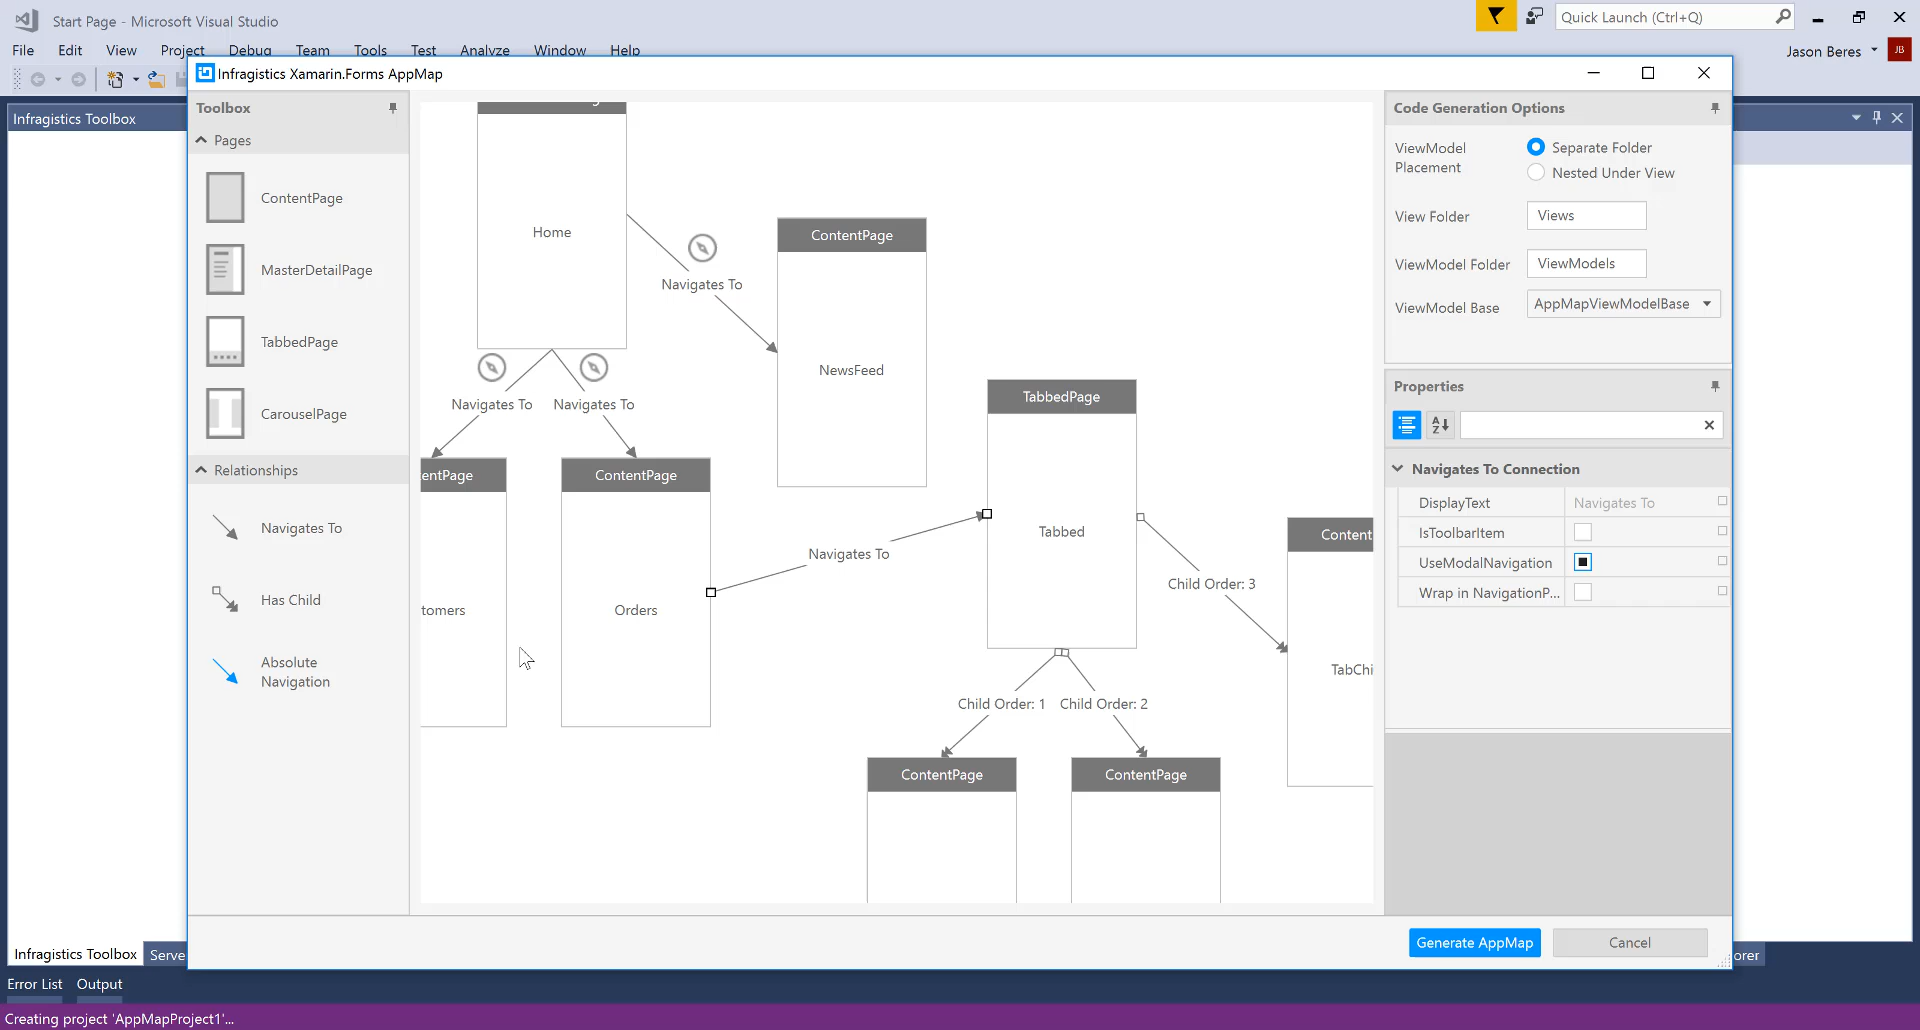 Start Page - Microsoft Visual Studio
Quick Launch (Ctrl+Q)
File Edit View Project Debug Team Tools Test Analyze Window Help
Jason Beres JB
Infragistics Xamarin.Forms AppMap
Infragistics Toolbox
Toolbox
Pages
ContentPage
MasterDetailPage
TabbedPage
CarouselPage
Relationships
Navigates To
Has Child
Absolute
Navigation
Home
Navigates To
ContentPage
NewsFeed
Navigates To
Navigates To
entPage
tomers
ContentPage
Orders
Navigates To
TabbedPage
Tabbed
Child Order: 3
Content
TabChi
Child Order: 1
Child Order: 2
ContentPage
ContentPage
Code Generation Options
ViewModel
Placement
Separate Folder
Nested Under View
View Folder
Views
ViewModel Folder
ViewModels
ViewModel Base
AppMapViewModelBase
Properties
Navigates To Connection
DisplayText Navigates To
IsToolbarItem
UseModalNavigation
Wrap in NavigationP...
Generate AppMap
Cancel
Infragistics Toolbox
Serve
orer
Error List Output
Creating project 'AppMapProject1'...